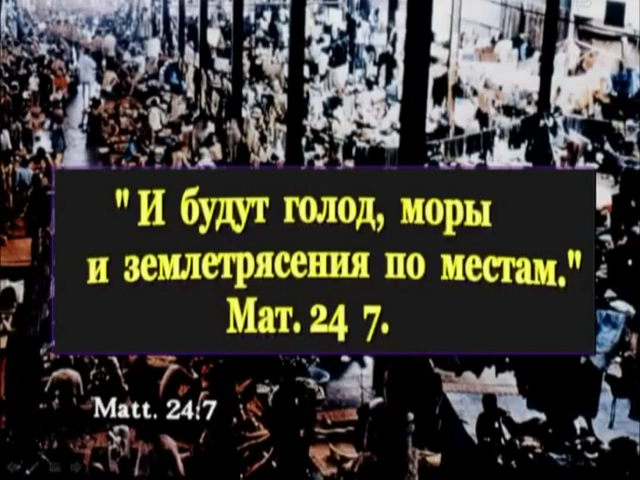 " И будут голод, моры
и землетрясения по местам."
Мат. 24 7.
Matt. 24:7